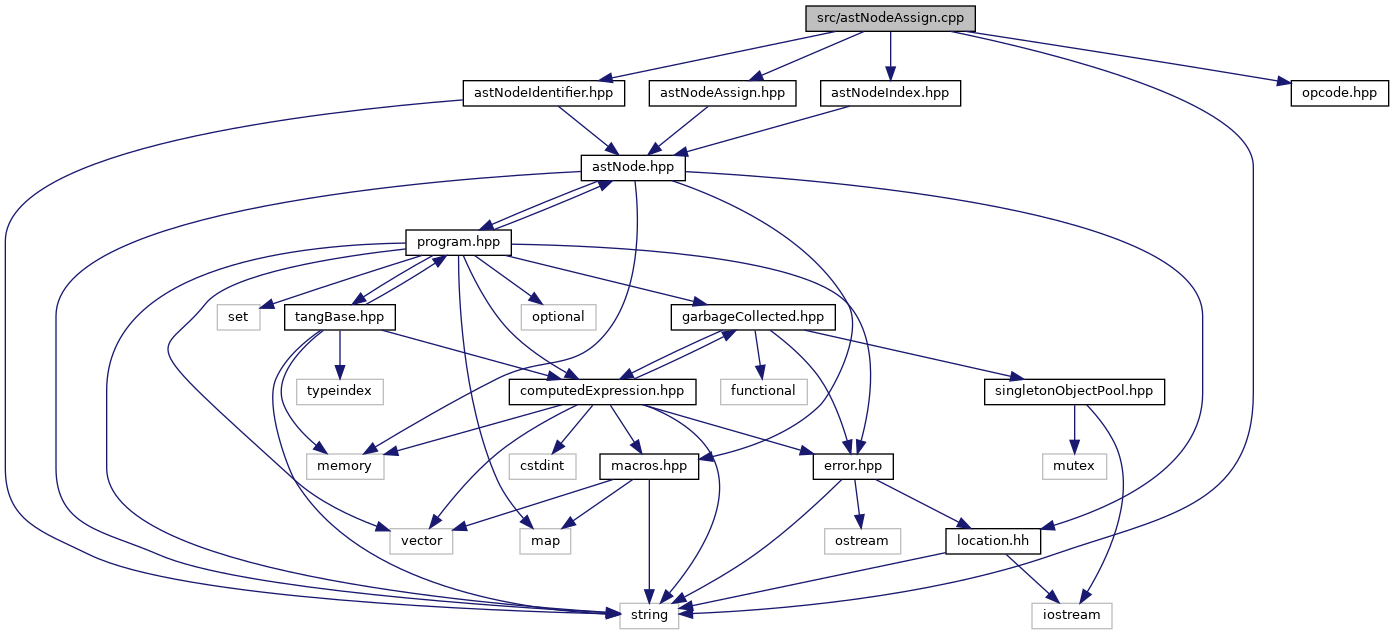 src/astNodeAssign.cpp
astNodeIdentifier.hpp
astNodeAssign.hpp
astNodeIndex.hpp
opcode.hpp
astNode.hpp
program.hpp
set
tangBase.hpp
optional
garbageCollected.hpp
typeindex
computedExpression.hpp
functional
singletonObjectPool.hpp
memory
cstdint
macros.hpp
error.hpp
mutex
vector
map
ostream
location.hh
string
iostream